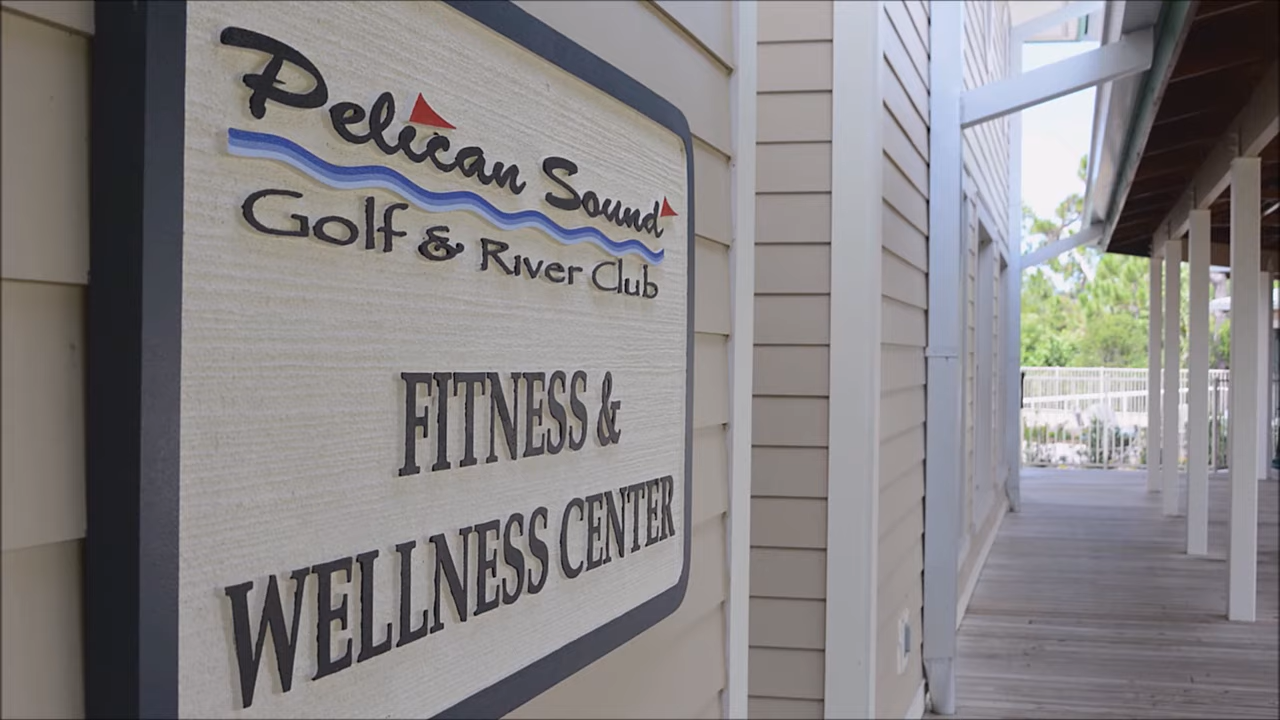 Pelican Sound
Golf & River Club
FITNESS &
WELLNESS CENTER